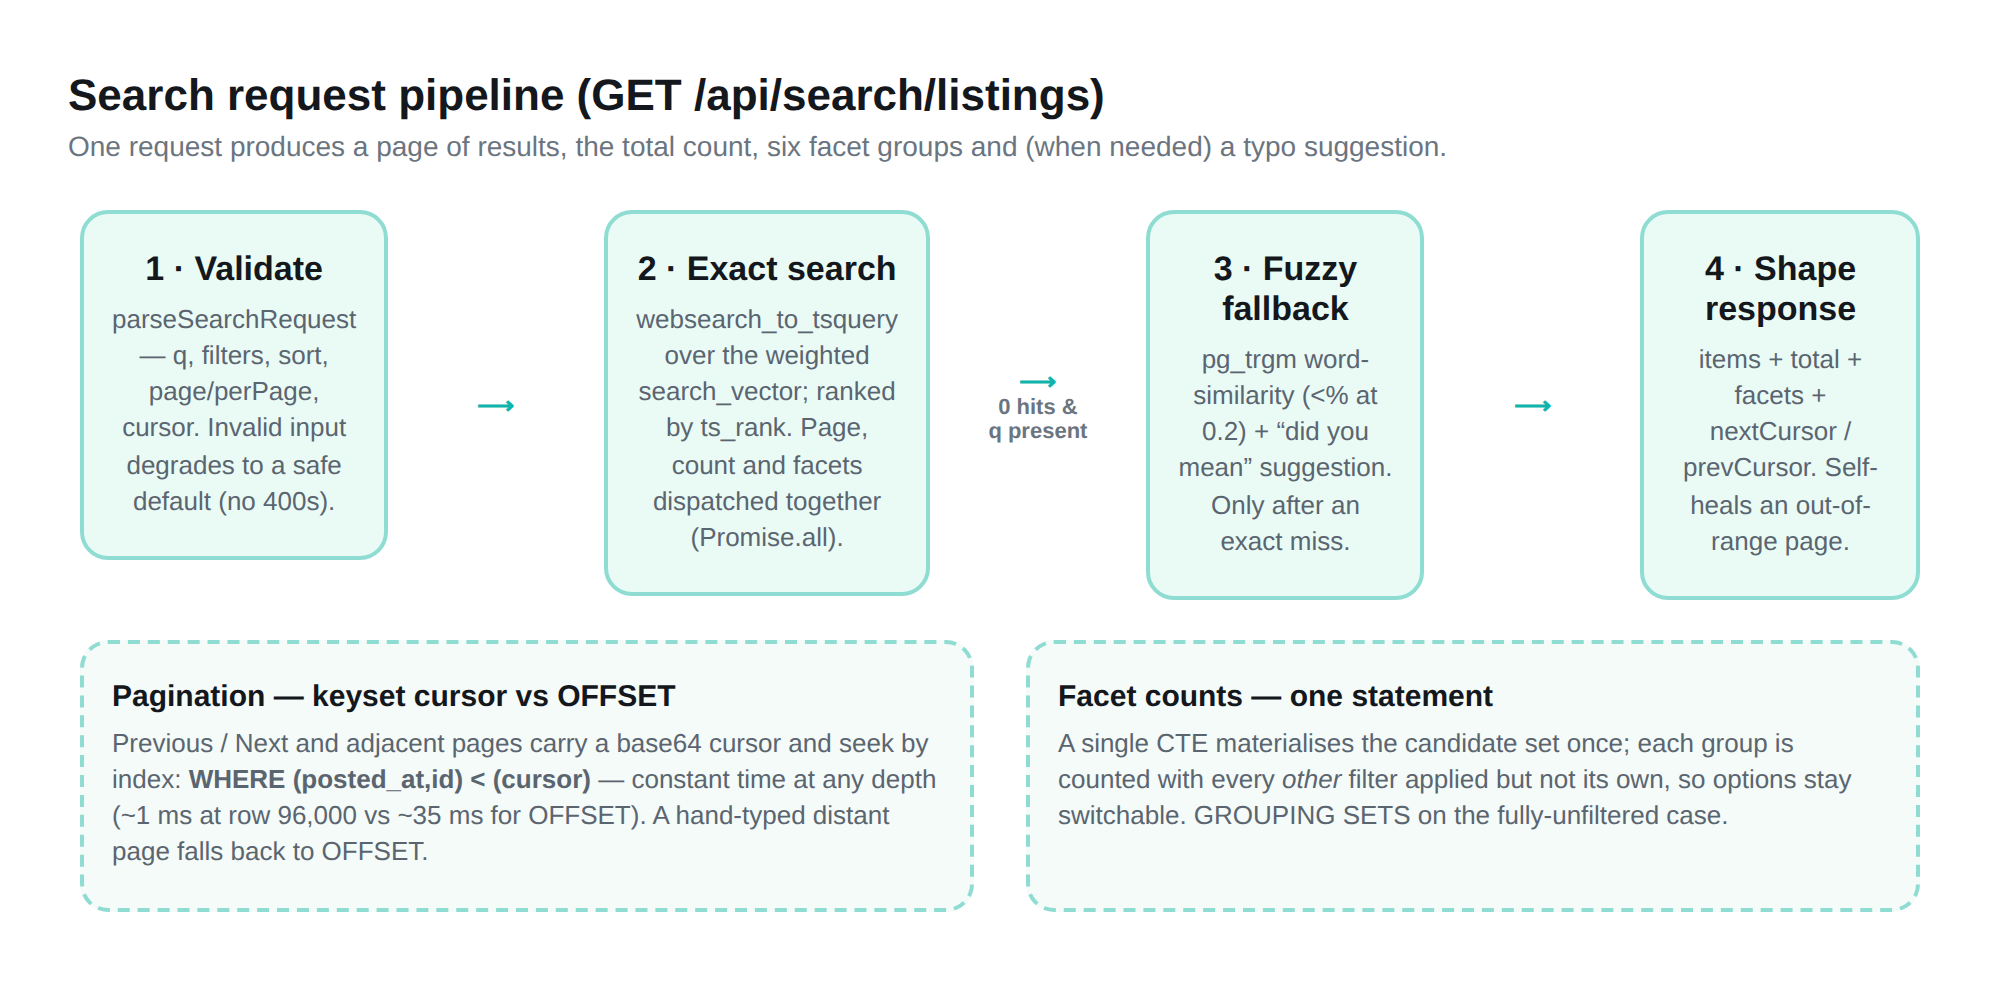 Search request pipeline (GET /api/search/listings)
One request produces a page of results, the total count, six facet groups and (when needed) a typo suggestion.
1 · Validate
parseSearchRequest
— q, filters, sort,
page/perPage,
cursor. Invalid input
degrades to a safe
default (no 400s).
⟶
2 · Exact search
websearch_to_tsquery
over the weighted
search_vector; ranked
by ts_rank. Page,
count and facets
dispatched together
(Promise.all).
⟶
0 hits &
q present
3 · Fuzzy
fallback
pg_trgm word-
similarity (<% at
0.2) + “did you
mean” suggestion.
Only after an
exact miss.
⟶
4 · Shape
response
items + total +
facets +
nextCursor /
prevCursor. Self-
heals an out-of-
range page.
Pagination — keyset cursor vs OFFSET
Previous / Next and adjacent pages carry a base64 cursor and seek by
index: WHERE (posted_at,id) < (cursor) — constant time at any depth
(~1 ms at row 96,000 vs ~35 ms for OFFSET). A hand-typed distant
page falls back to OFFSET.
Facet counts — one statement
A single CTE materialises the candidate set once; each group is
counted with every other filter applied but not its own, so options stay
switchable. GROUPING SETS on the fully-unfiltered case.